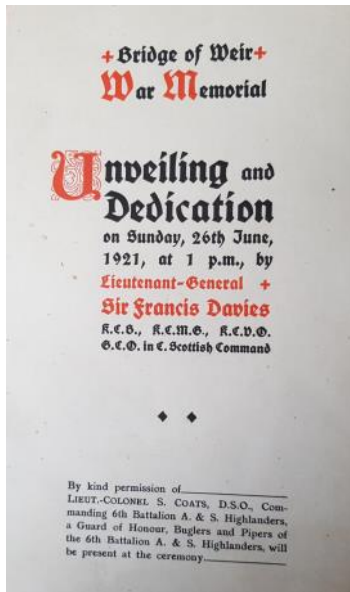 + Bridge of Weir +
War Memorial
Unveiling and
Dedication
on Sunday, 26th June,
1921, at 1 p.m., by
Lieutenant-General +
Sir Francis Davies
K.C.B., K.C.M.G., K.C.V.O.
G.O.C. in C. Scottish Command
By kind permission of
LIEUT.-COLONEL S. COATS, D.S.O., Com-
manding 6th Battalion A. & S. Highlanders,
a Guard of Honour, Buglers and Pipers of
the 6th Battalion A. & S. Highlanders, will
be present at the ceremony